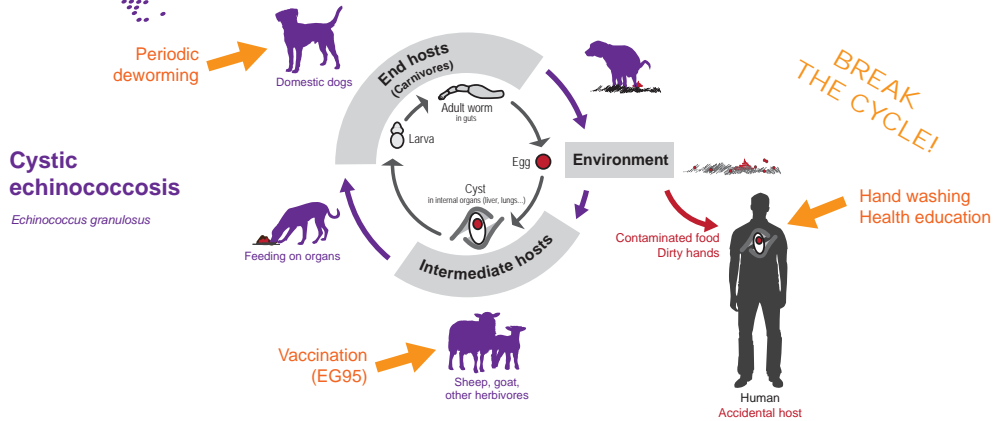 Periodic
deworming
Domestic dogs
End hosts
(Carnivores)
BREAK
THE CYCLE!
Adult worm
in guts
Larva
Cystic
echinococcosis
Echinococcus granulosus
Egg
Environment
Cyst
in internal organs (liver, lungs...)
Hand washing
Health education
Feeding on organs
Intermediate hosts
Contaminated food
Dirty hands
Vaccination
(EG95)
Sheep, goat,
other herbivores
Human
Accidental host